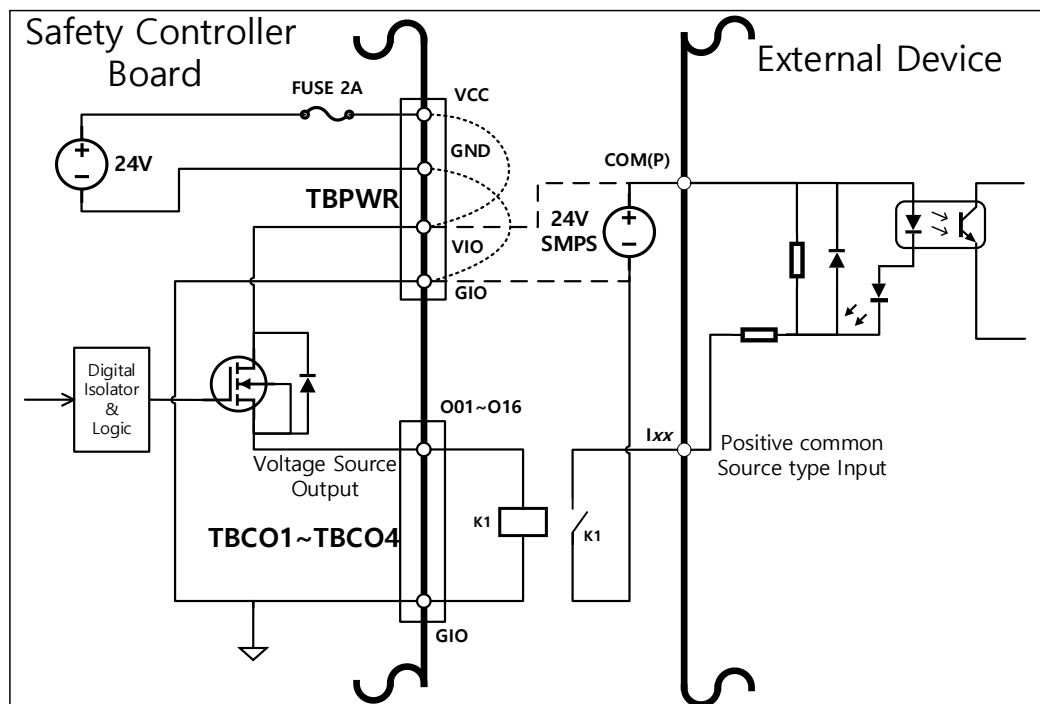 Safety Controller
Board
External Device
FUSE 2A
VCC
+
24V
−
GND
COM(P)
TBPWR
+
24V
SMPS
−
VIO
GIO
Digital
Isolator
&
Logic
O01~O16
Voltage Source
Output
Ixx
Positive common
Source type Input
K1
K1
TBCO1~TBCO4
GIO